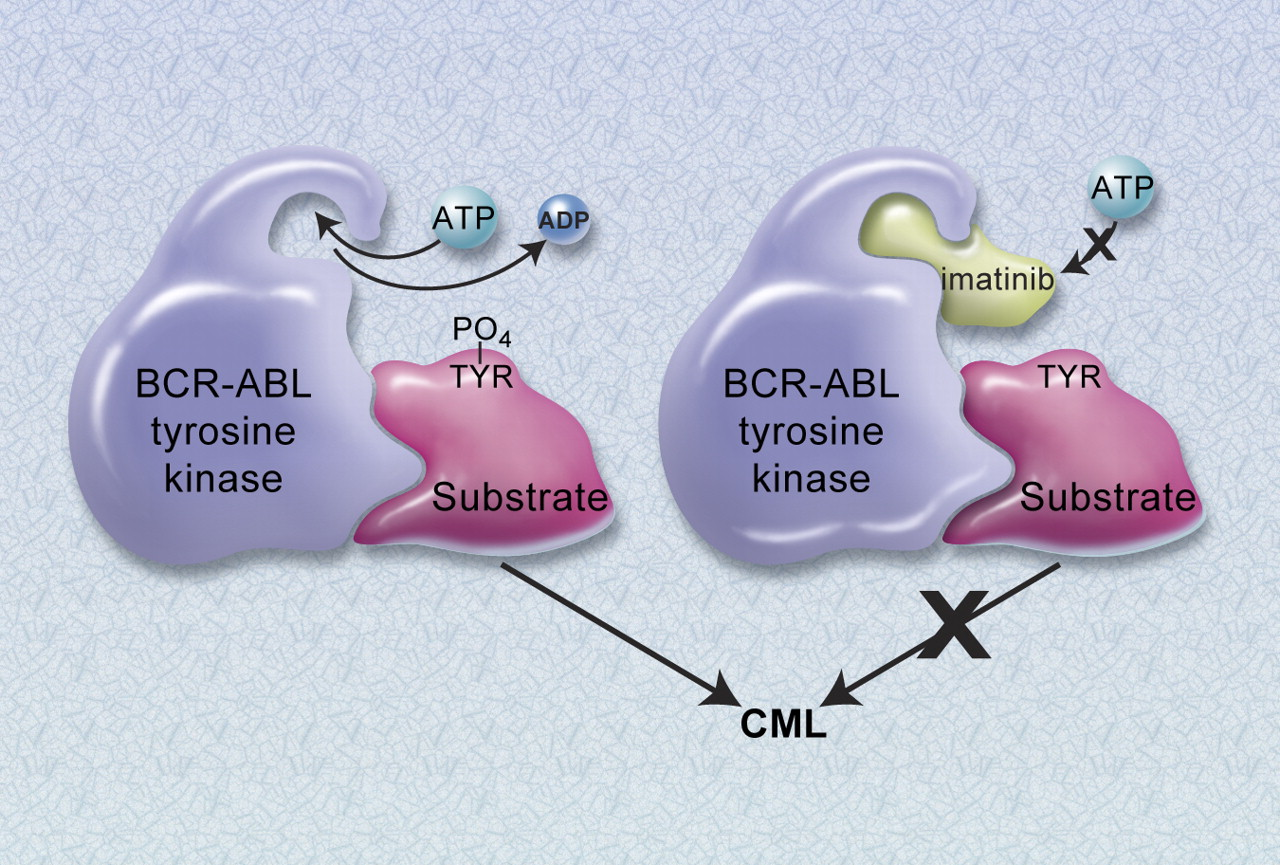 ATP
ADP
PO4
TYR
BCR-ABL
tyrosine
kinase
Substrate
ATP
X
imatinib
TYR
BCR-ABL
tyrosine
kinase
Substrate
X
CML